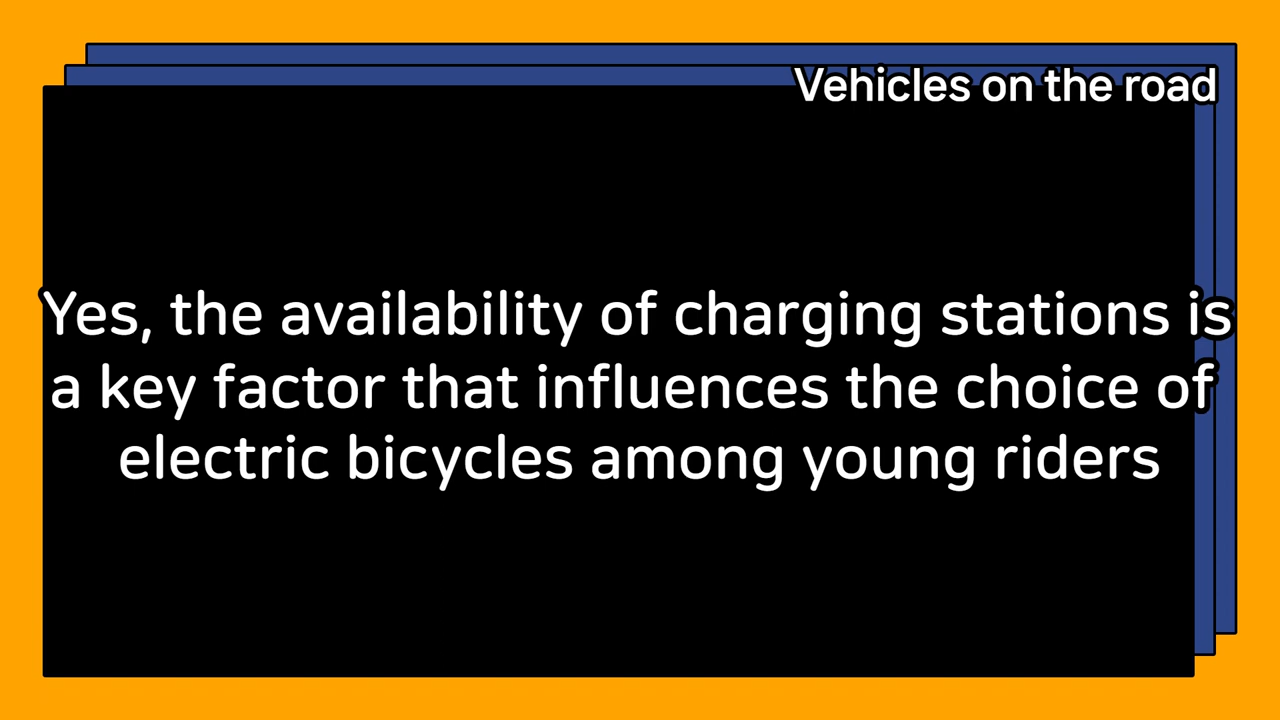 Vehicles on the road
Yes, the availability of charging stations is
a key factor that influences the choice of
electric bicycles among young riders